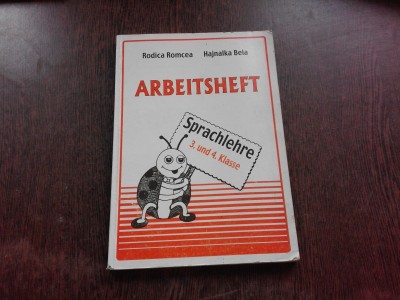 Rodica Romcea Hajnalka Bela
ARBEITSHEFT
Sprachlehre
3. und 4. Klasse